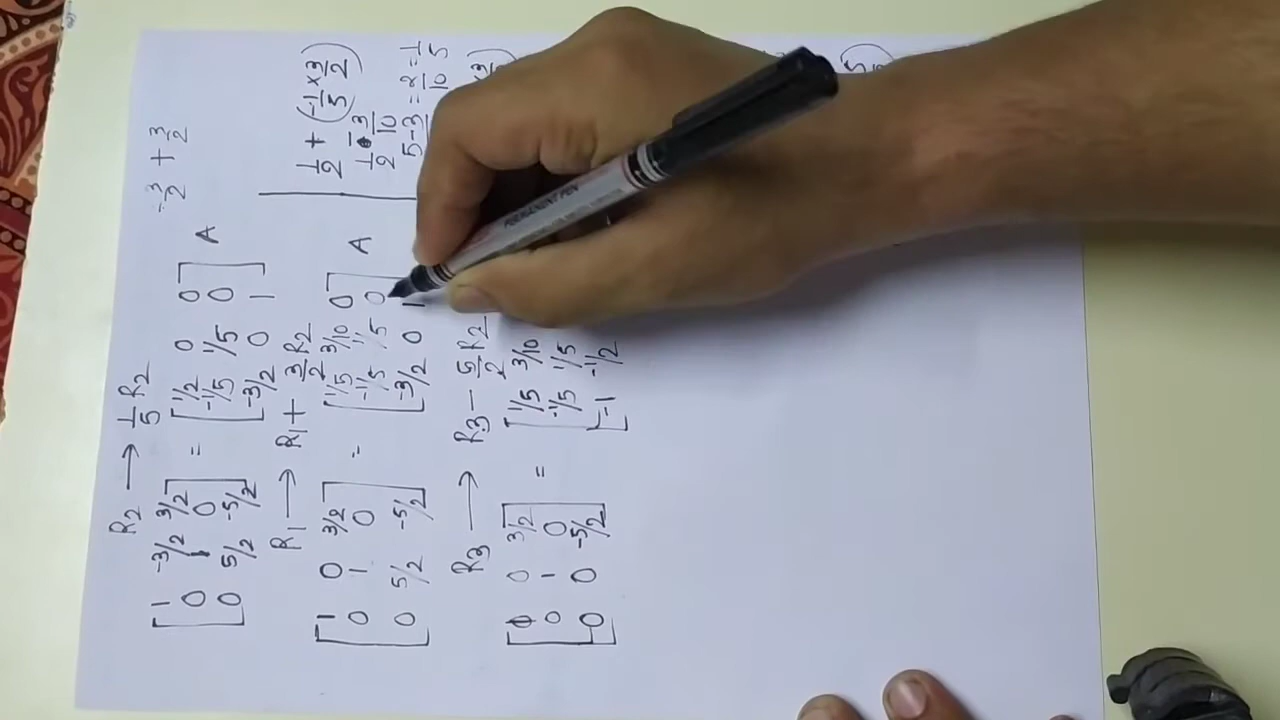 R2 → 1/5 R2
-3/2 + 3/2
[1 -3/2 3/2] = [1/2 0 0] A
[0 1 0] [-1/5 1/5 0]
[0 5/2 -5/2] [-3/2 0 1]
R1 → R1 + 3/2 R2
1/2 + (-1/5 × 3/2)
[1 0 3/2] = [1/5 3/10 0] A
[0 1 0] [-1/5 1/5 0]
[0 5/2 -5/2] [-3/2 0 1]
1/2 - 3/10
5-3/10 = 2/10 = 1/5
R3 → R3 - 5/2 R2
[0 3/2] = [1/5 3/10
[0 1 0] [-1/5 1/5
[0 0 -5/2] [-1 -1/2
PERMANENT PEN